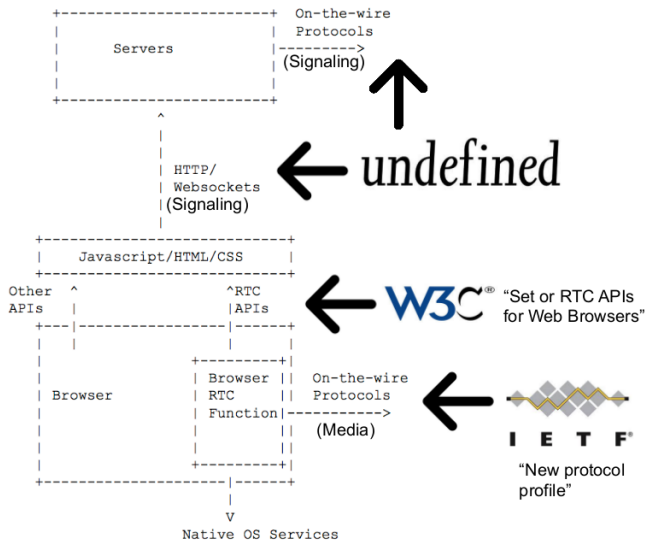 On-the-wire
Protocols
Servers
(Signaling)
undefined
HTTP/
Websockets
(Signaling)
Javascript/HTML/CSS
Other
APIs
RTC
APIs
W3C®
“Set or RTC APIs
for Web Browsers”
Browser
Browser
RTC
Function
On-the-wire
Protocols
(Media)
I E T F®
“New protocol
profile”
V
Native OS Services